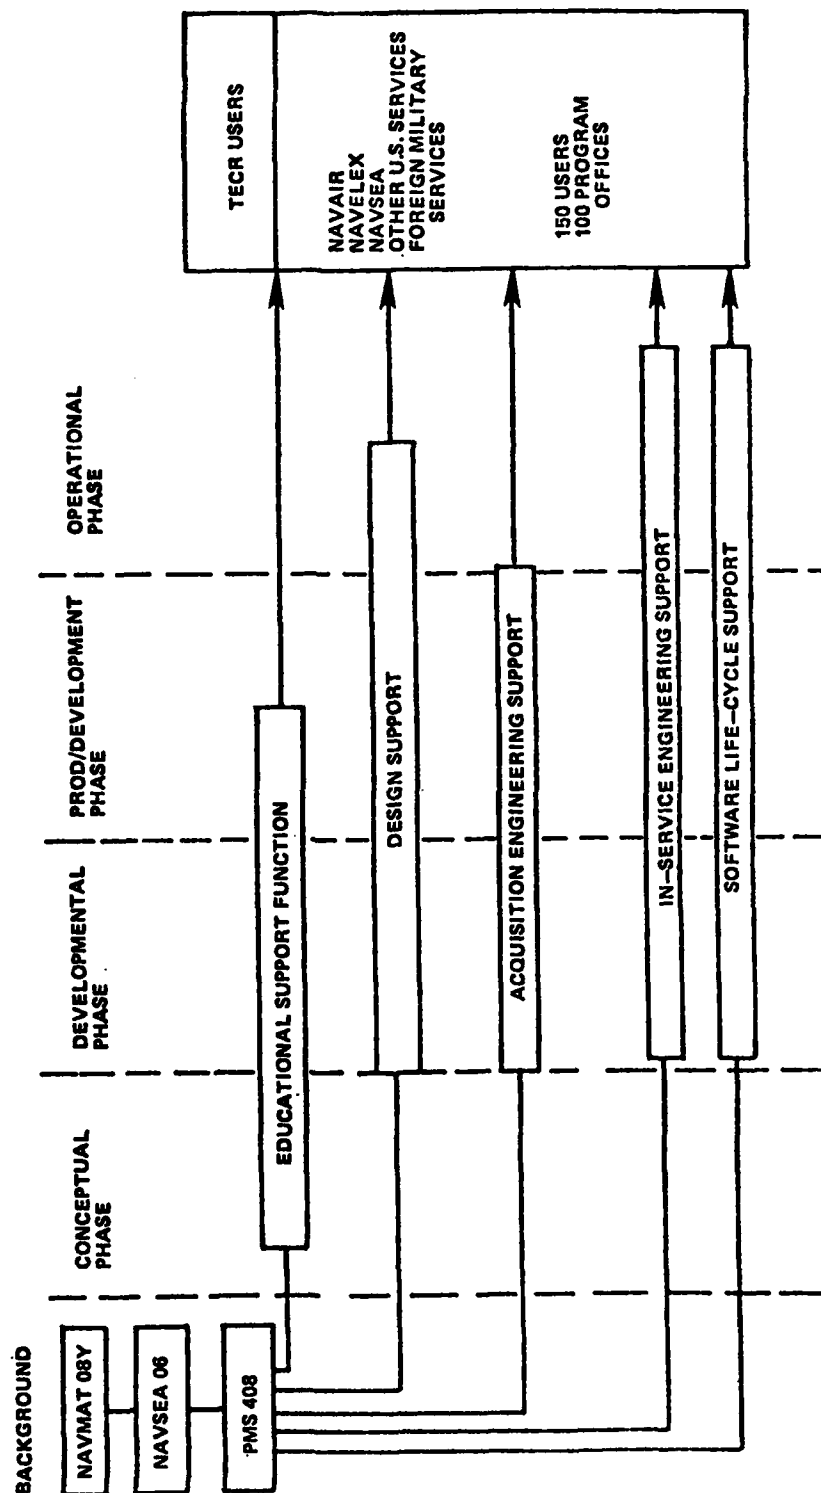 BACKGROUND
NAVMAT 08Y
NAVSEA 06
PMS 408
CONCEPTUAL
PHASE
DEVELOPMENTAL
PHASE
PROD/DEVELOPMENT
PHASE
OPERATIONAL
PHASE
EDUCATIONAL SUPPORT FUNCTION
DESIGN SUPPORT
ACQUISITION ENGINEERING SUPPORT
IN–SERVICE ENGINEERING SUPPORT
SOFTWARE LIFE–CYCLE SUPPORT
TECR USERS
NAVAIR
NAVELEX
NAVSEA
OTHER U.S. SERVICES
FOREIGN MILITARY
SERVICES
150 USERS
100 PROGRAM
OFFICES